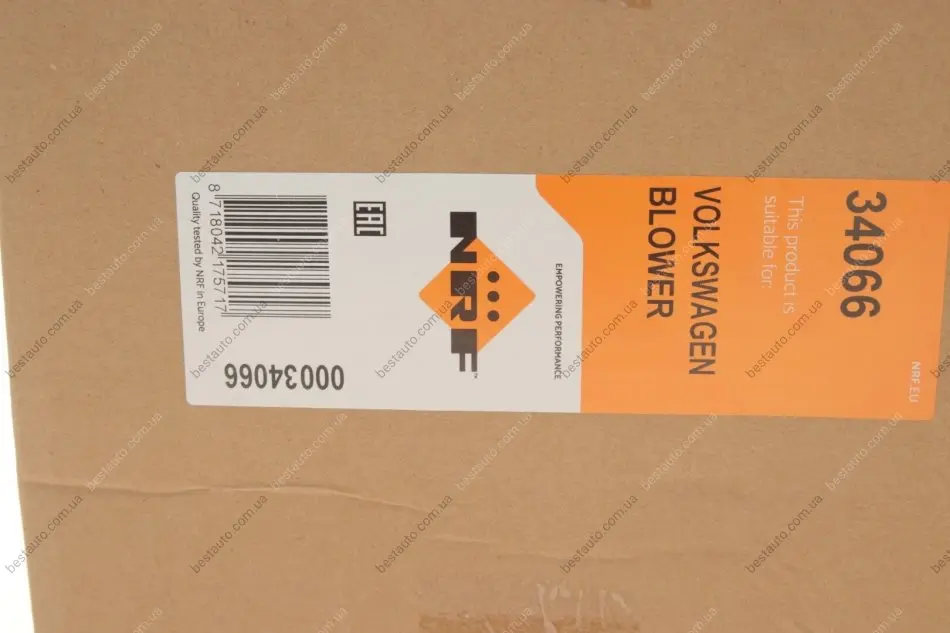 34066
This product is
suitable for:
VOLKSWAGEN
BLOWER
NRF.EU
EMPOWERING PERFORMANCE
NRF™
EAC
8 718042 175717
Quality tested by NRF in Europe
00034066
bestauto.com.ua